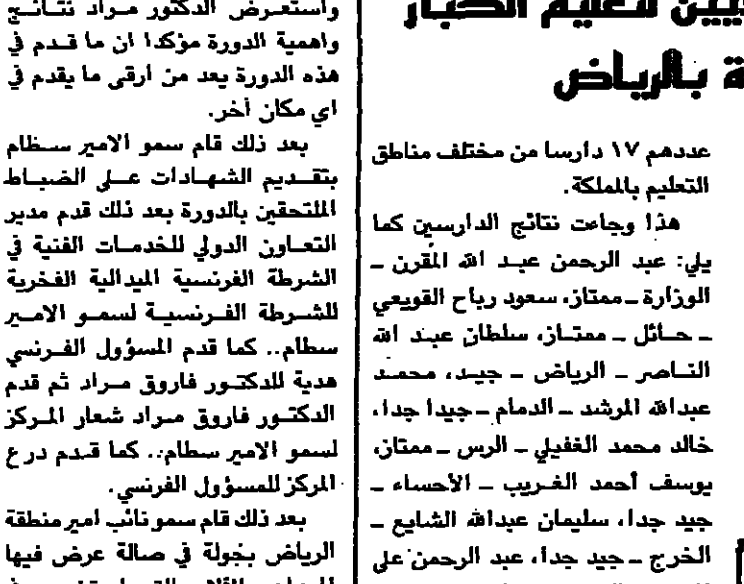 ة بالرياض
عددهم ١٧ دارسا من مختلف مناطق
التعليم بالمملكة.
هذا وجاءت نتائج الدارسين كما
يلي: عبد الرحمن عبد الله المقرن ـ
الوزارة ـ ممتاز، سعود رباح القويعي
ـ حائل ـ ممتاز، سلطان عبد الله
الناصر ـ الرياض ـ جيد، محمد
عبدالله المرشد ـ الدمام ـ جيدا جدا،
خالد محمد الغفيلي ـ الرس ـ ممتاز،
يوسف أحمد الغريب ـ الأحساء ـ
جيد جدا، سليمان عبدالله الشايع ـ
الخرج ـ جيد جدا، عبد الرحمن علي
واستعرض الدكتور مراد نتائج
واهمية الدورة مؤكدا ان ما قدم في
هذه الدورة يعد من أرقى ما يقدم في
اي مكان أخر.
بعد ذلك قام سمو الامير سطام
بتقديم الشهادات على الضباط
الملتحقين بالدورة بعد ذلك قدم مدير
التعاون الدولي للخدمات الفنية في
الشرطة الفرنسية الميدالية الفخرية
للشرطة الفرنسية لسمو الامير
سطام.. كما قدم المسؤول الفرنسي
هدية للدكتور فاروق مراد ثم قدم
الدكتور فاروق مراد شعار المركز
لسمو الامير سطام.. كما قدم درع
المركز للمسؤول الفرنسي.
بعد ذلك قام سمو نائب امير منطقة
الرياض بجولة في صالة عرض فيها